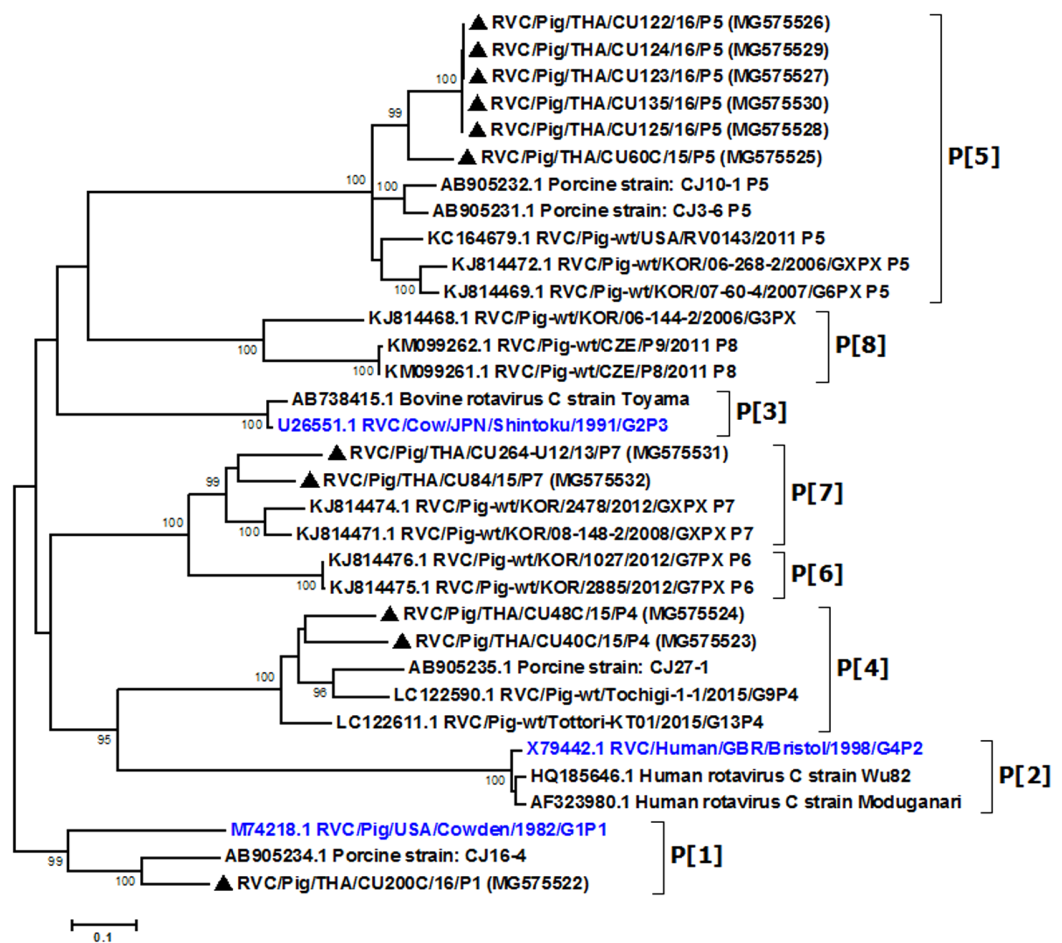 RVC/Pig/THA/CU122/16/P5 (MG575526)
RVC/Pig/THA/CU124/16/P5 (MG575529)
100
RVC/Pig/THA/CU123/16/P5 (MG575527)
RVC/Pig/THA/CU135/16/P5 (MG575530)
99
RVC/Pig/THA/CU125/16/P5 (MG575528)
RVC/Pig/THA/CU60C/15/P5 (MG575525)
P[5]
100
100
AB905232.1 Porcine strain: CJ10-1 P5
AB905231.1 Porcine strain: CJ3-6 P5
KC164679.1 RVC/Pig-wt/USA/RV0143/2011 P5
KJ814472.1 RVC/Pig-wt/KOR/06-268-2/2006/GXPX P5
100
KJ814469.1 RVC/Pig-wt/KOR/07-60-4/2007/G6PX P5
KJ814468.1 RVC/Pig-wt/KOR/06-144-2/2006/G3PX
100
KM099262.1 RVC/Pig-wt/CZE/P9/2011 P8
P[8]
100
KM099261.1 RVC/Pig-wt/CZE/P8/2011 P8
AB738415.1 Bovine rotavirus C strain Toyama
P[3]
100
U26551.1 RVC/Cow/JPN/Shintoku/1991/G2P3
RVC/Pig/THA/CU264-U12/13/P7 (MG575531)
99
RVC/Pig/THA/CU84/15/P7 (MG575532)
P[7]
KJ814474.1 RVC/Pig-wt/KOR/2478/2012/GXPX P7
100
100
KJ814471.1 RVC/Pig-wt/KOR/08-148-2/2008/GXPX P7
KJ814476.1 RVC/Pig-wt/KOR/1027/2012/G7PX P6
P[6]
100
KJ814475.1 RVC/Pig-wt/KOR/2885/2012/G7PX P6
RVC/Pig/THA/CU48C/15/P4 (MG575524)
RVC/Pig/THA/CU40C/15/P4 (MG575523)
P[4]
100
AB905235.1 Porcine strain: CJ27-1
96
LC122590.1 RVC/Pig-wt/Tochigi-1-1/2015/G9P4
LC122611.1 RVC/Pig-wt/Tottori-KT01/2015/G13P4
95
X79442.1 RVC/Human/GBR/Bristol/1998/G4P2
100
HQ185646.1 Human rotavirus C strain Wu82
P[2]
AF323980.1 Human rotavirus C strain Moduganari
M74218.1 RVC/Pig/USA/Cowden/1982/G1P1
99
AB905234.1 Porcine strain: CJ16-4
P[1]
100
RVC/Pig/THA/CU200C/16/P1 (MG575522)
0.1